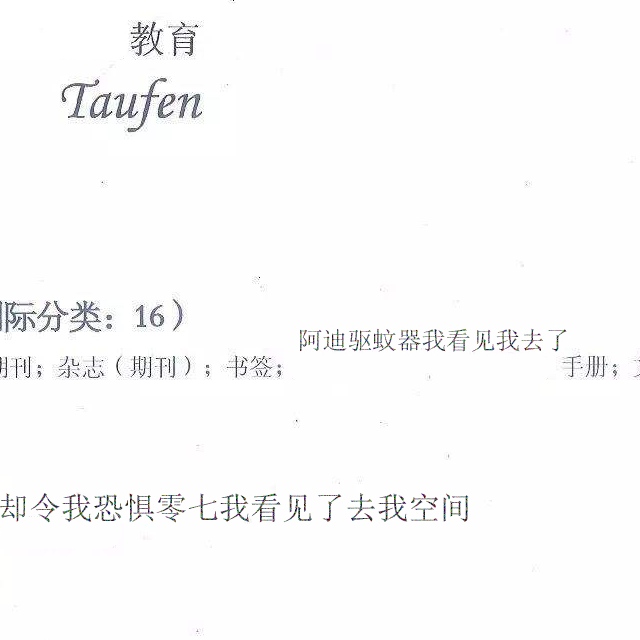 教育
Taufen
际分类：16）
阿迪驱蚊器我看见我去了
期刊；杂志（期刊）；书签；
手册；
却令我恐惧零七我看见了去我空间